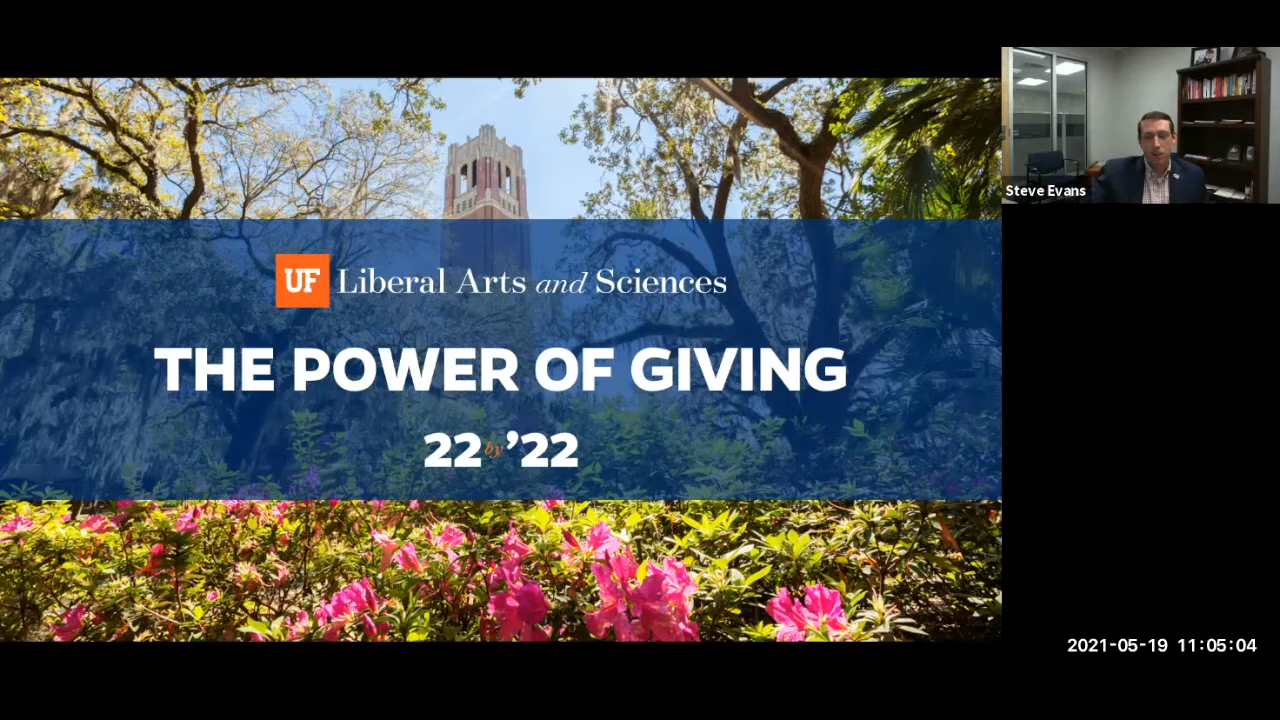 UF Liberal Arts and Sciences
THE POWER OF GIVING
22 by '22
Steve Evans
2021-05-19 11:05:04